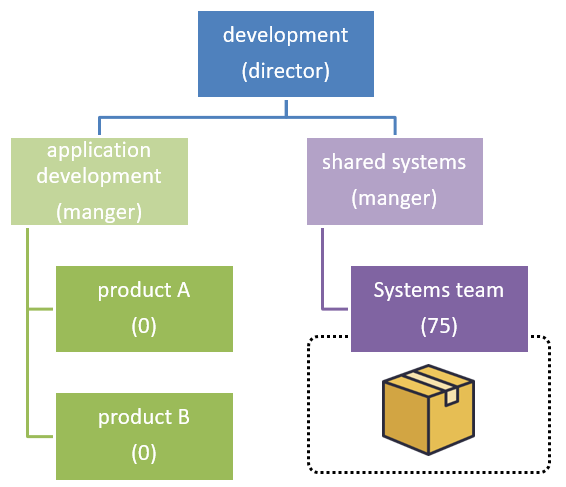 development
(director)
application
development
(manger)
shared systems
(manger)
product A
(0)
Systems team
(75)
product B
(0)